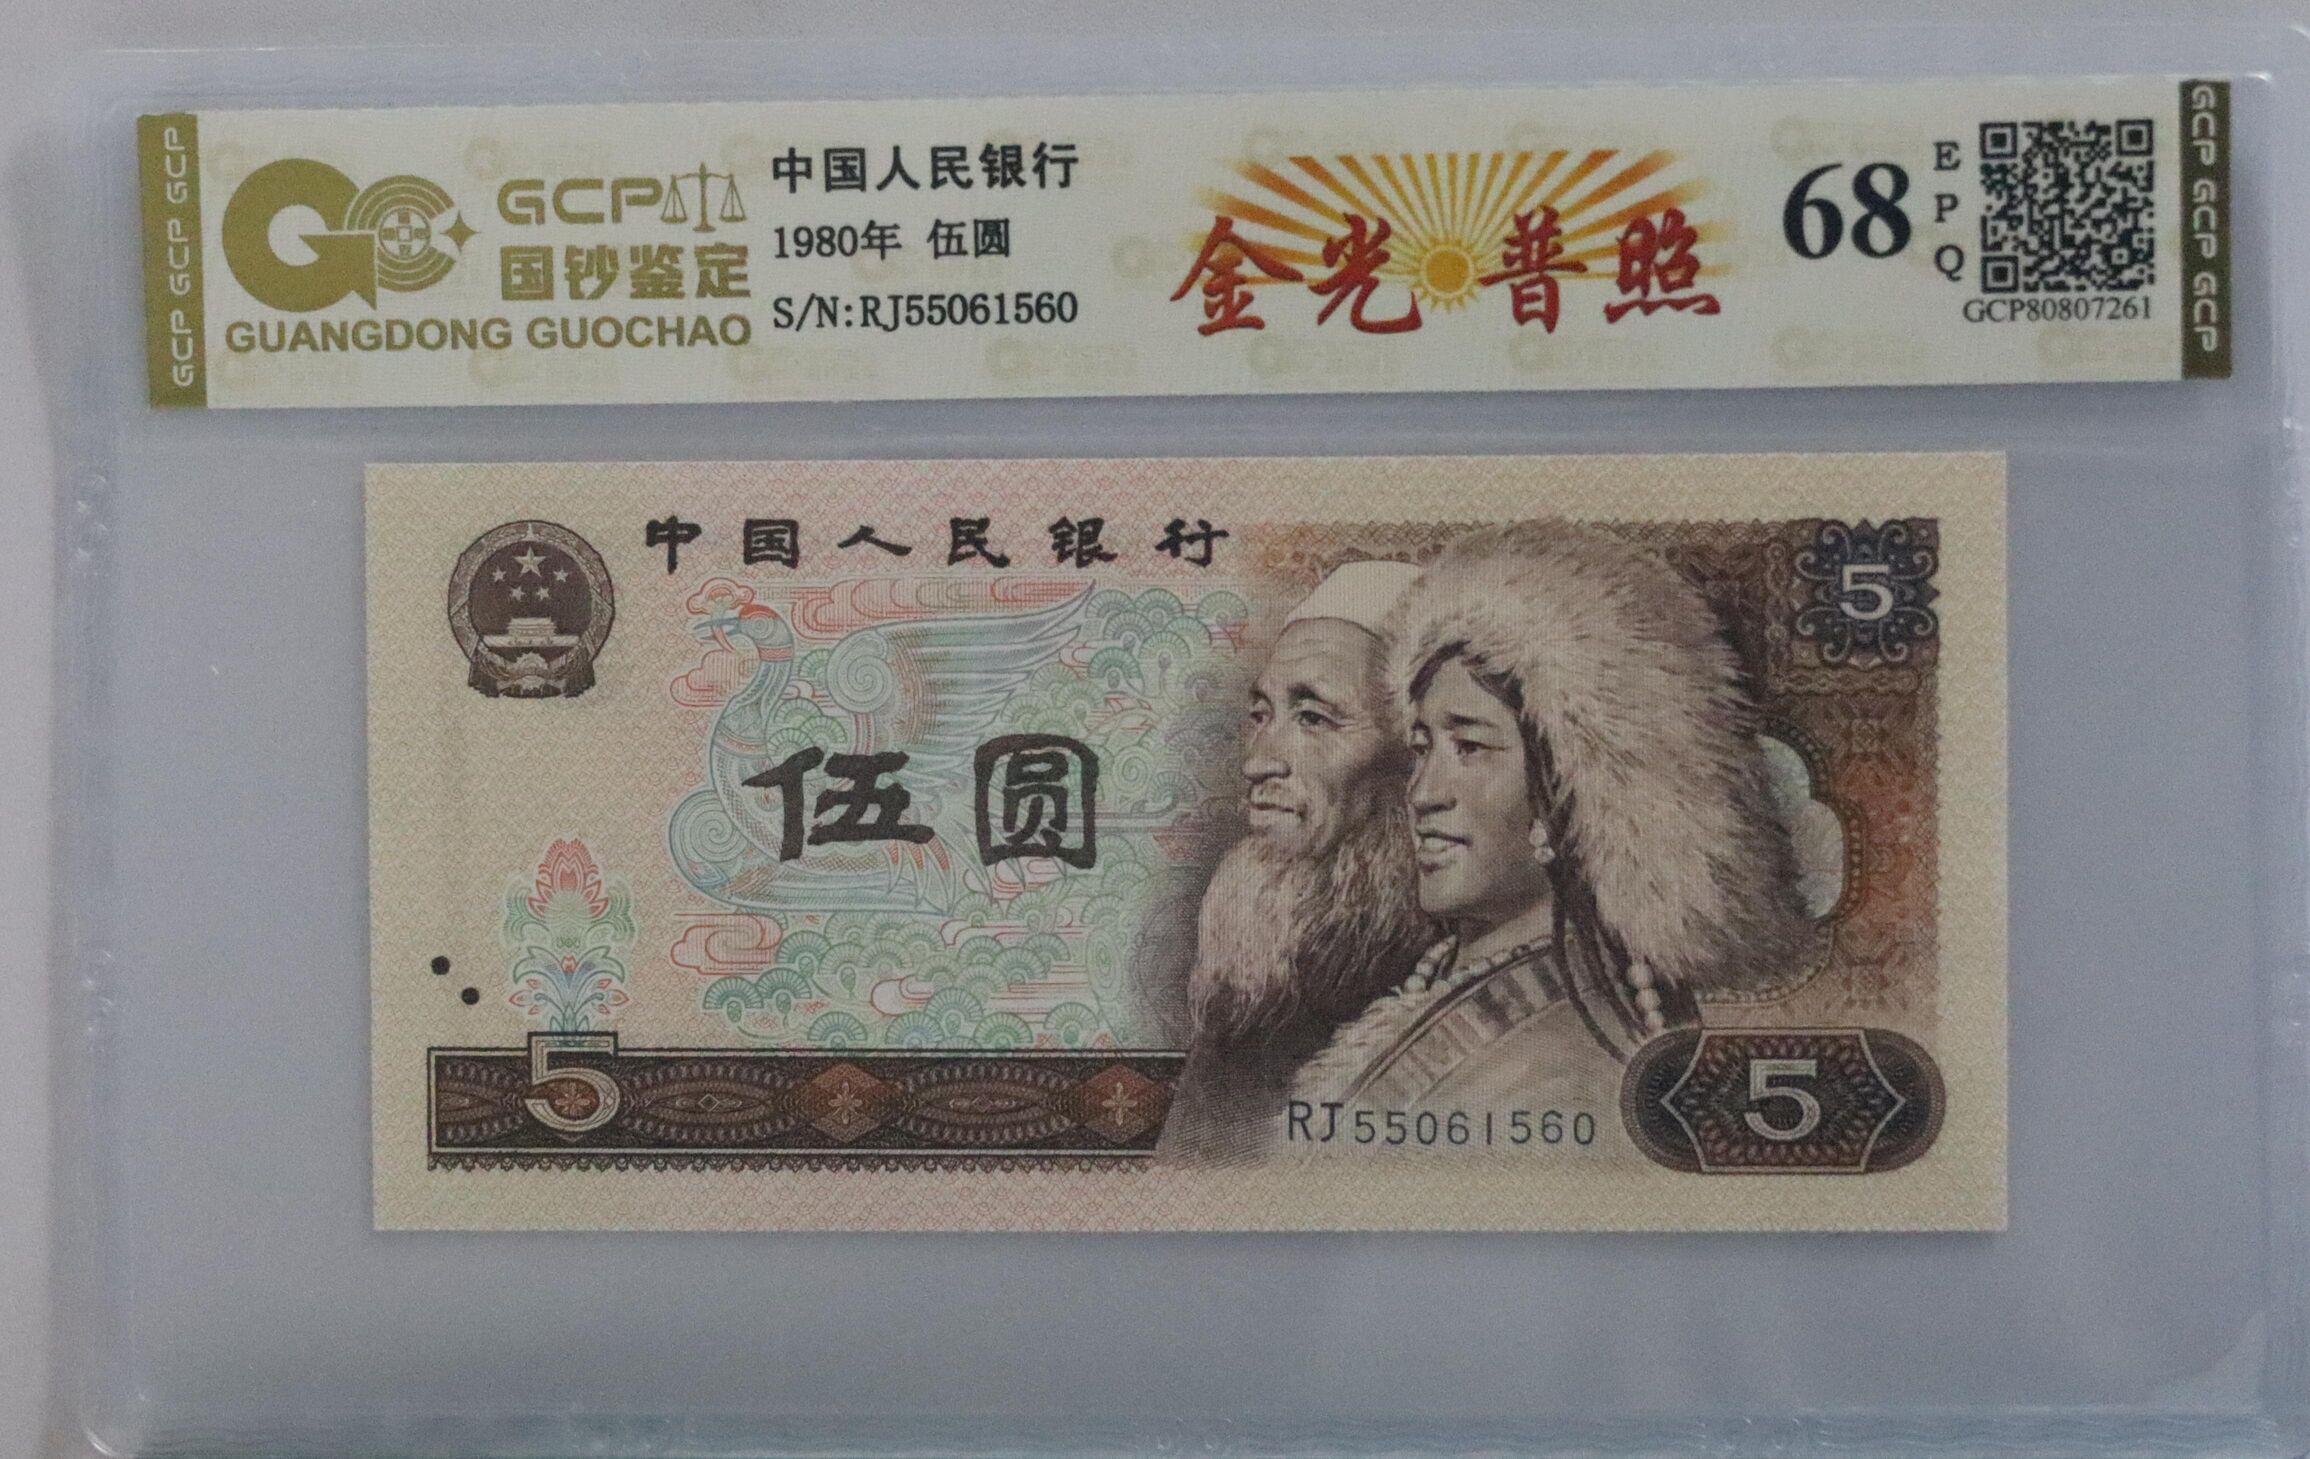 GCP GCP GCP
GCP
国钞鉴定
GUANGDONG GUOCHAO
中国人民银行
1980年 伍圆
S/N:RJ55061560
金光普照
68
EPQ
GCP80807261
GCP GCP GCP
中国人民银行
5
伍圆
5
RJ55061560
5